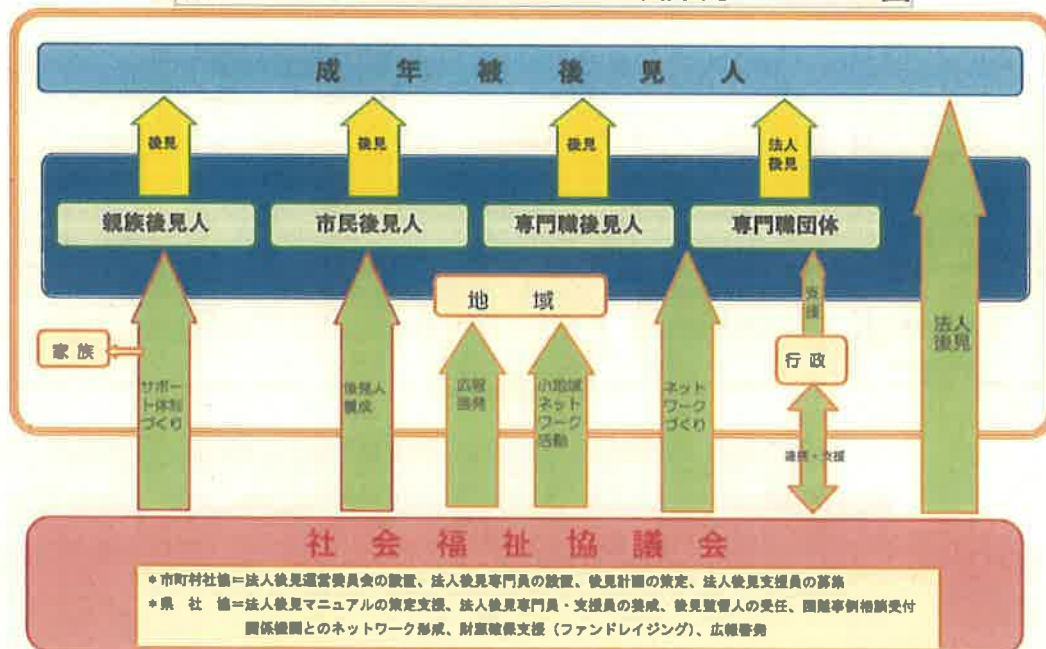 成年被後見人
後見
後見
後見
法人
後見
親族後見人
市民後見人
専門職後見人
専門職団体
地域
支援
法人
後見
家族
行政
サポー
ト体制
づくり
後見人
養成
広報
啓発
小地域
ネット
ワーク
活動
ネット
ワーク
づくり
連携・支援
社会福祉協議会
*市町村社協=法人後見運営委員会の設置、法人後見専門員の設置、後見計画の策定、法人後見支援員の募集
*県 社 協=法人後見マニュアルの策定支援、法人後見専門員・支援員の養成、後見監督人の受任、困難事例相談受付
関係機関とのネットワーク形成、財源確保支援(ファンドレイジング)、広報啓発